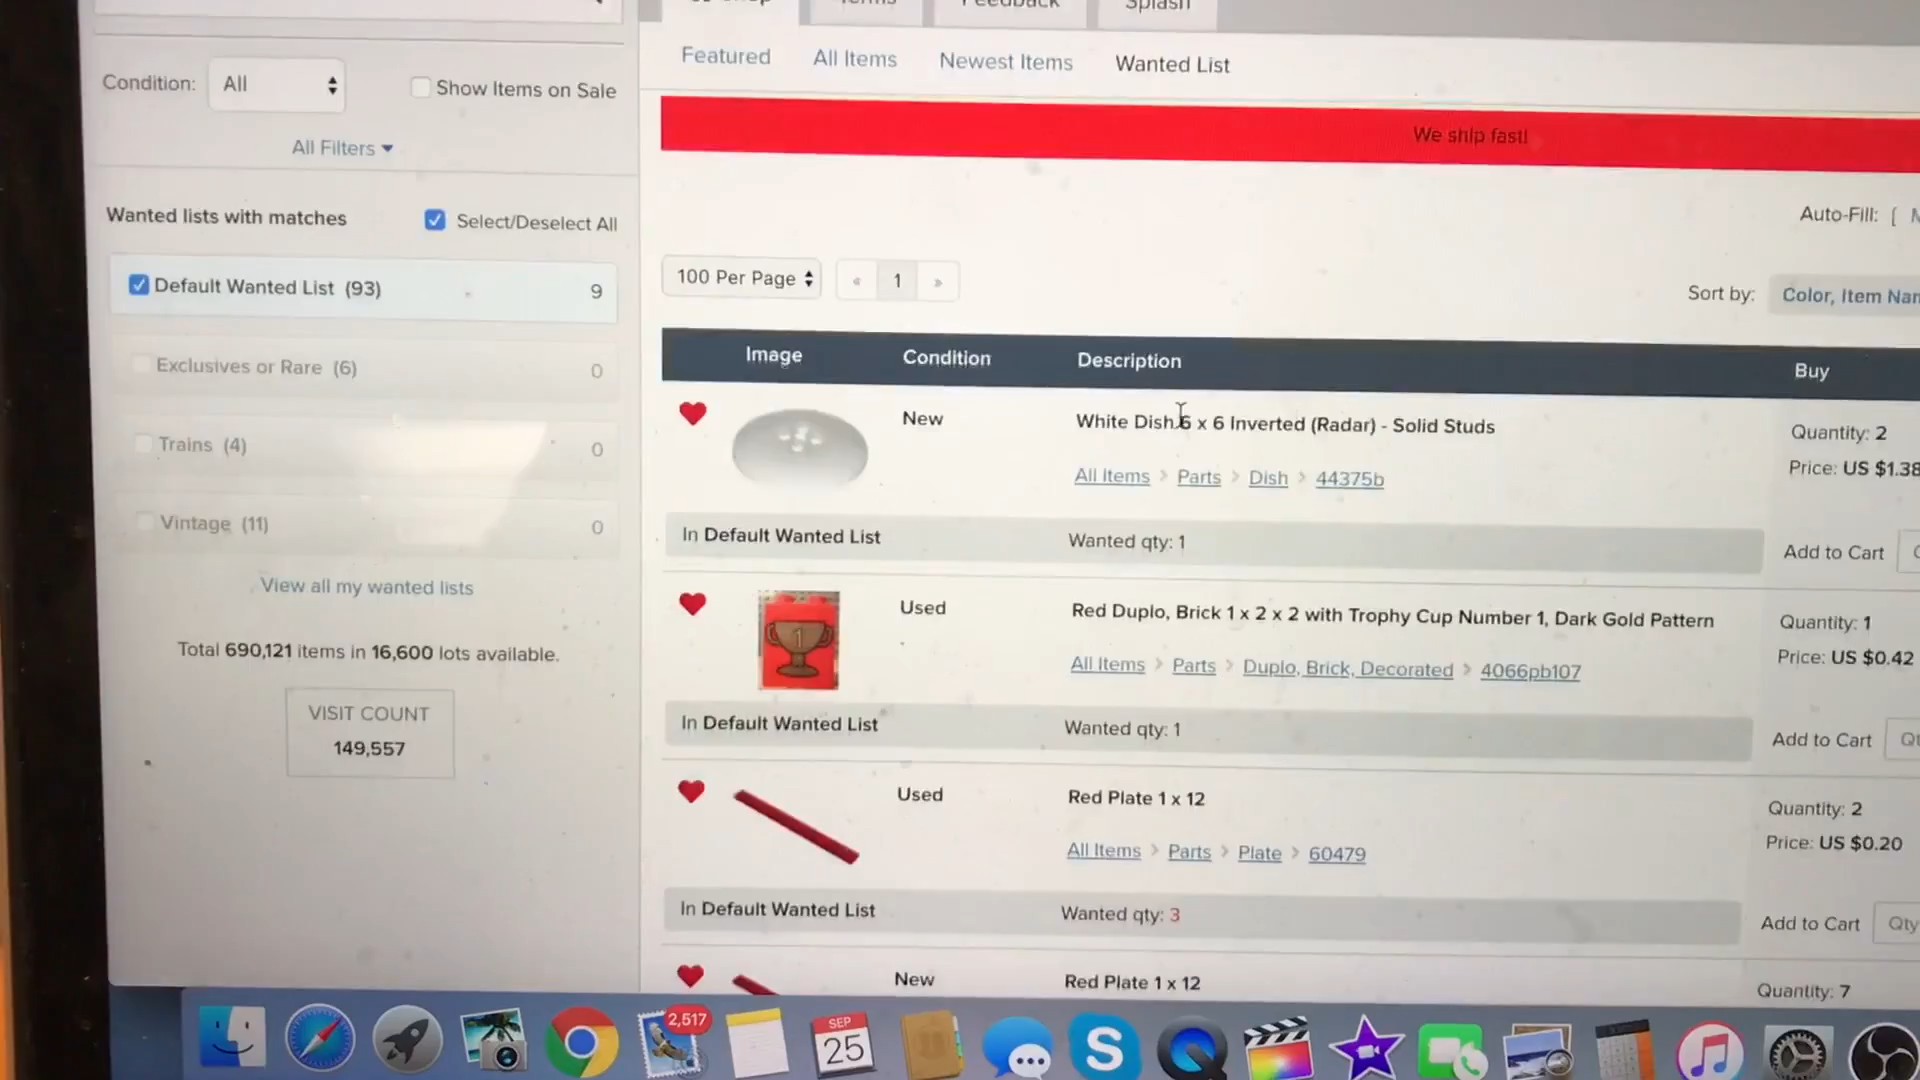 Terms
Feedback
Splash
Condition: All
Show Items on Sale
All Filters
Wanted lists with matches
Select/Deselect All
Default Wanted List (93) 9
Exclusives or Rare (6) 0
Trains (4) 0
Vintage (11) 0
View all my wanted lists
Total 690,121 items in 16,600 lots available.
VISIT COUNT
149,557
Featured All Items Newest Items Wanted List
We ship fast!
Auto-Fill: [
100 Per Page « 1 »
Sort by: Color, Item
Image Condition Description Buy
New
White Dish 6 x 6 Inverted (Radar) - Solid Studs
All Items > Parts > Dish > 44375b
Quantity: 2
Price: US $1.38
In Default Wanted List Wanted qty: 1
Add to Cart
1
Used
Red Duplo, Brick 1 x 2 x 2 with Trophy Cup Number 1, Dark Gold Pattern
All Items > Parts > Duplo, Brick, Decorated > 4066pb107
Quantity: 1
Price: US $0.42
In Default Wanted List Wanted qty: 1
Add to Cart
Used
Red Plate 1 x 12
All Items > Parts > Plate > 60479
Quantity: 2
Price: US $0.20
In Default Wanted List Wanted qty: 3
Add to Cart Qty
New
Red Plate 1 x 12
Quantity: 7
2,517
SEP
25
S